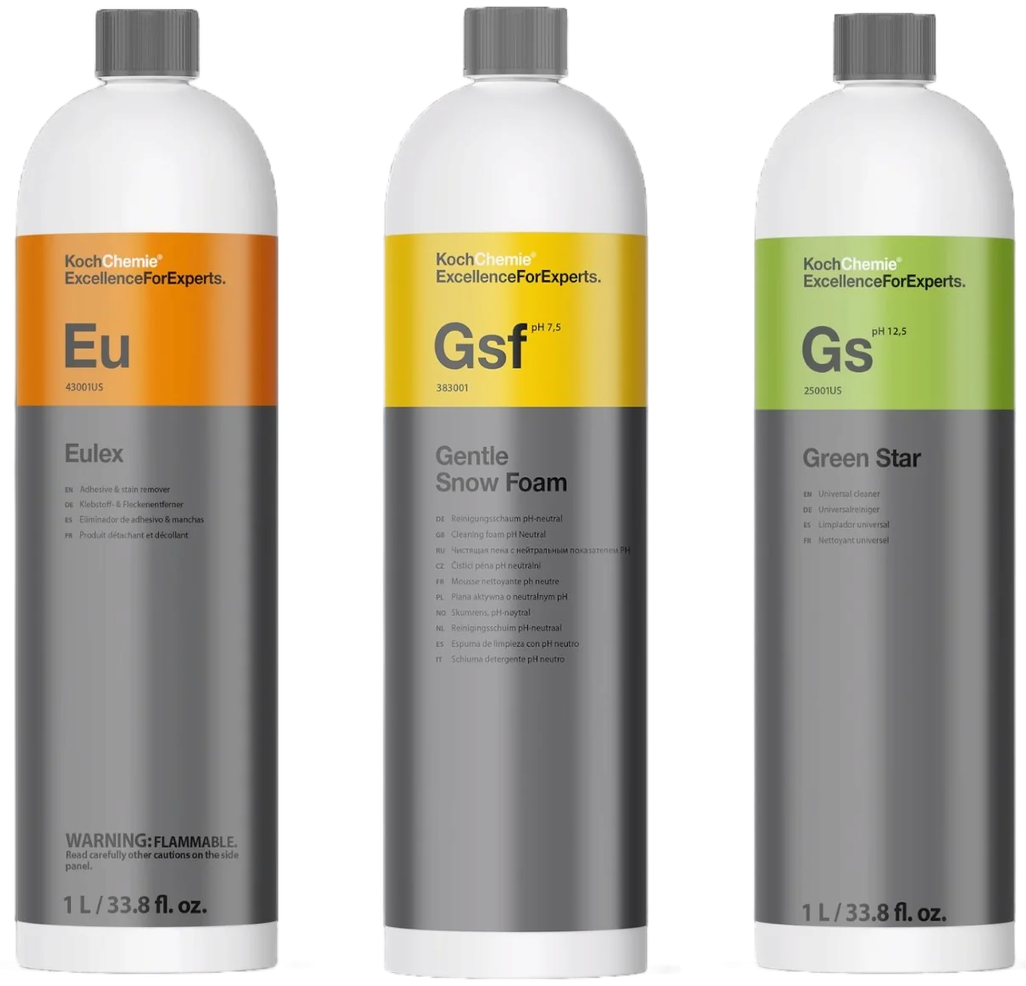 KochChemie®
ExcellenceForExperts.
Eu
43001US
Eulex
EN Adhesive & stain remover
DE Klebstoff- & Fleckenentferner
ES Eliminador de adhesivo & manchas
FR Produit détachant et décollant
WARNING: FLAMMABLE.
Read carefully other cautions on the side
panel.
1 L / 33.8 fl. oz.
KochChemie®
ExcellenceForExperts.
Gsf pH 7,5
383001
Gentle
Snow Foam
DE Reinigungsschaum pH-neutral
GB Cleaning foam pH Neutral
RU Чистящая пена с нейтральным показателем PH
CZ Čisticí pěna pH neutrální
FR Mousse nettoyante ph neutre
PL Piana aktywna o neutralnym pH
NO Skumrens, pH-nøytral
NL Reinigingsschuim pH-neutraal
ES Espuma de limpieza con pH neutro
IT Schiuma detergente pH neutro
KochChemie®
ExcellenceForExperts.
Gs pH 12,5
25001US
Green Star
EN Universal cleaner
DE Universalreiniger
ES Limpiador universal
FR Nettoyant universel
1 L / 33.8 fl. oz.